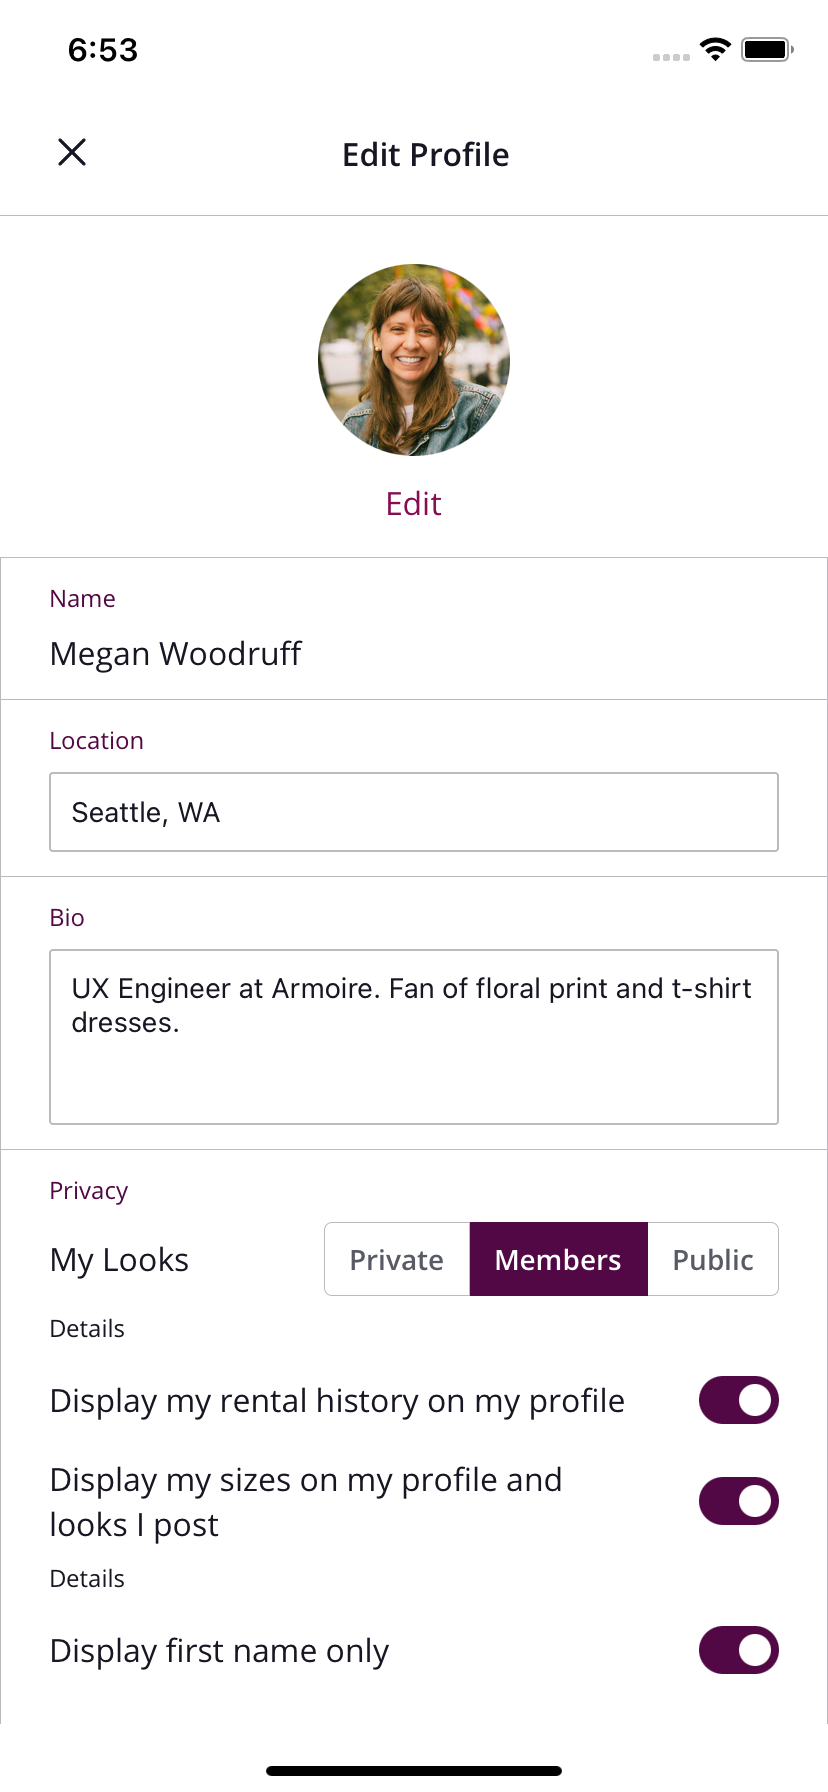 6:53
Edit Profile
Edit
Name
Megan Woodruff
Location
Seattle, WA
Bio
UX Engineer at Armoire. Fan of floral print and t-shirt
dresses.
Privacy
My Looks Private Members Public
Details
Display my rental history on my profile
Display my sizes on my profile and
looks I post
Details
Display first name only